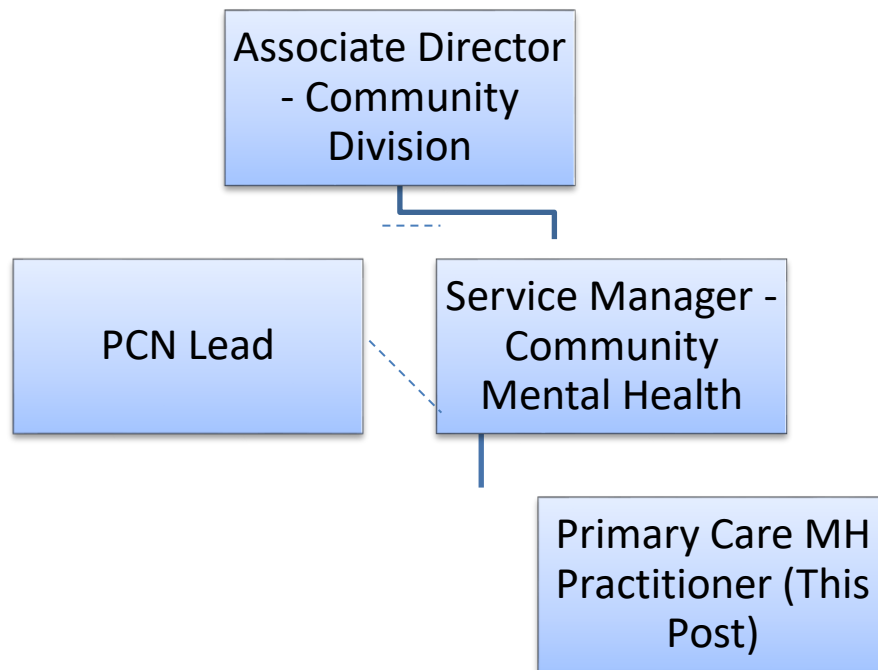 Associate Director
- Community
Division
PCN Lead
Service Manager -
Community
Mental Health
Primary Care MH
Practitioner (This
Post)